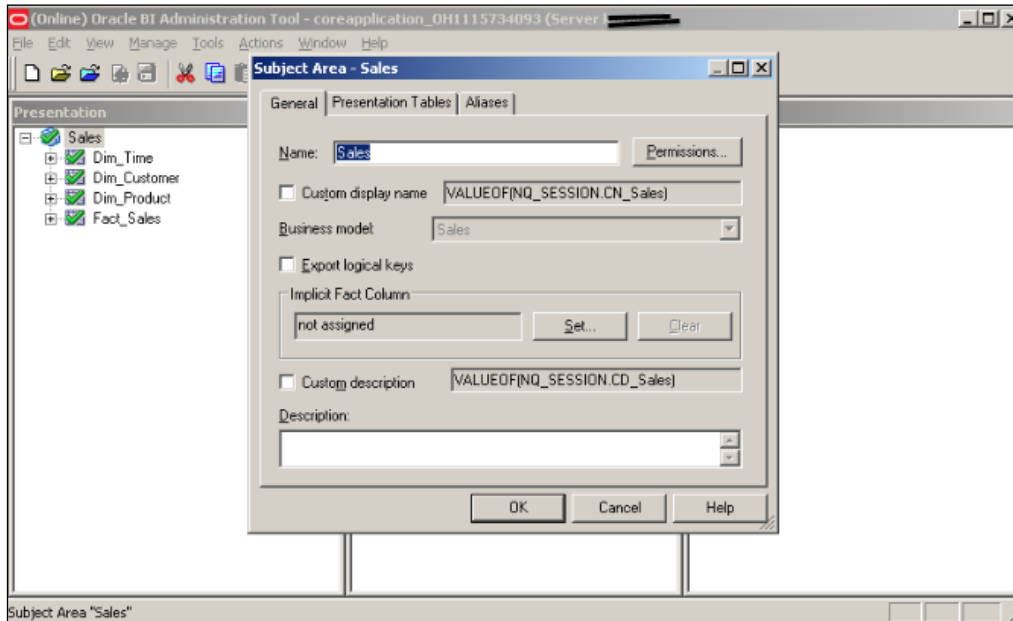 (Online) Oracle BI Administration Tool - coreapplication_OH1115734093 (Server
File Edit View Manage Tools Actions Window Help
Subject Area - Sales
General Presentation Tables Aliases
Presentation
Sales
Dim_Time
Dim_Customer
Dim_Product
Fact_Sales
Name: Sales Permissions...
Custom display name VALUEOF(NQ_SESSION.CN_Sales)
Business model: Sales
Export logical keys
Implicit Fact Column
not assigned Set... Clear
Custom description VALUEOF(NQ_SESSION.CD_Sales)
Description:
OK Cancel Help
Subject Area "Sales"